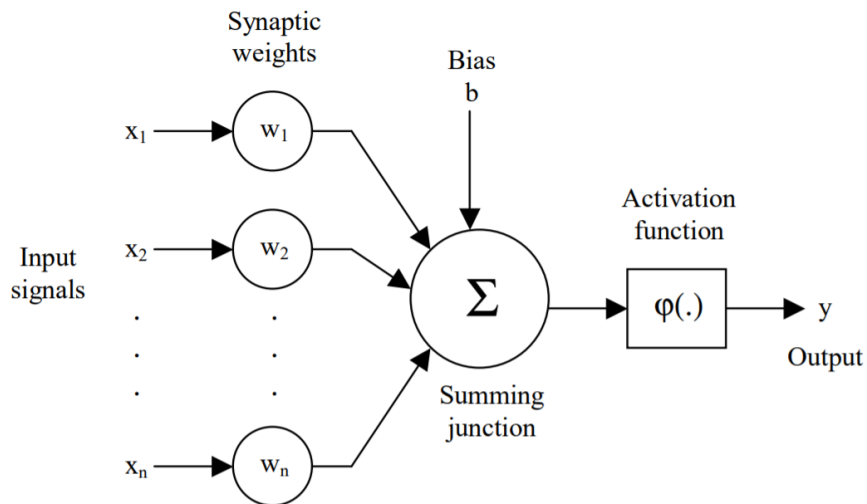 Synaptic
weights
Bias
b
x₁
w₁
Activation
function
Input
signals
x₂
w₂
. .
. .
. .
Σ
φ(.)
y
Output
Summing
junction
xₙ
wₙ